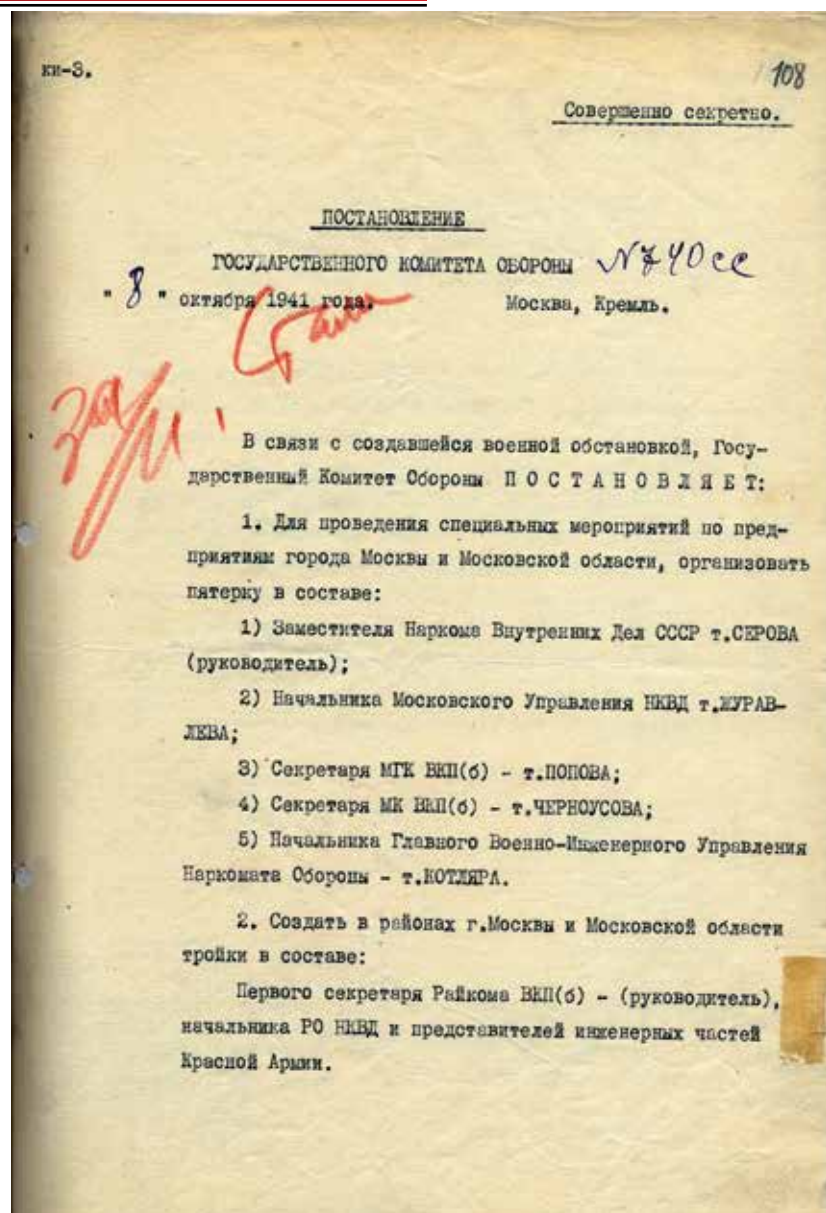 кн-3.
108
Совершенно секретно.
ПОСТАНОВЛЕНИЕ
ГОСУДАРСТВЕННОГО КОМИТЕТА ОБОРОНЫ №740сс
"8" октября 1941 года. Москва, Кремль.
За
И. Сталин
В связи с создавшейся военной обстановкой, Госу-
дарственный Комитет Обороны П О С Т А Н О В Л Я Е Т:
1. Для проведения специальных мероприятий по пред-
приятиям города Москвы и Московской области, организовать
пятерку в составе:
1) Заместителя Наркома Внутренних Дел СССР т.СЕРОВА
(руководитель);
2) Начальника Московского Управления НКВД т.ЖУРАВ-
ЛЕВА;
3) Секретаря МГК ВКП(б) - т.ПОПОВА;
4) Секретаря МК ВКП(б) - т.ЧЕРНОУСОВА;
5) Начальника Главного Военно-Инженерного Управления
Наркомата Обороны - т.КОТЛЯРА.
2. Создать в районах г.Москвы и Московской области
тройки в составе:
Первого секретаря Райкома ВКП(б) - (руководитель),
начальника РО НКВД и представителей инженерных частей
Красной Армии.